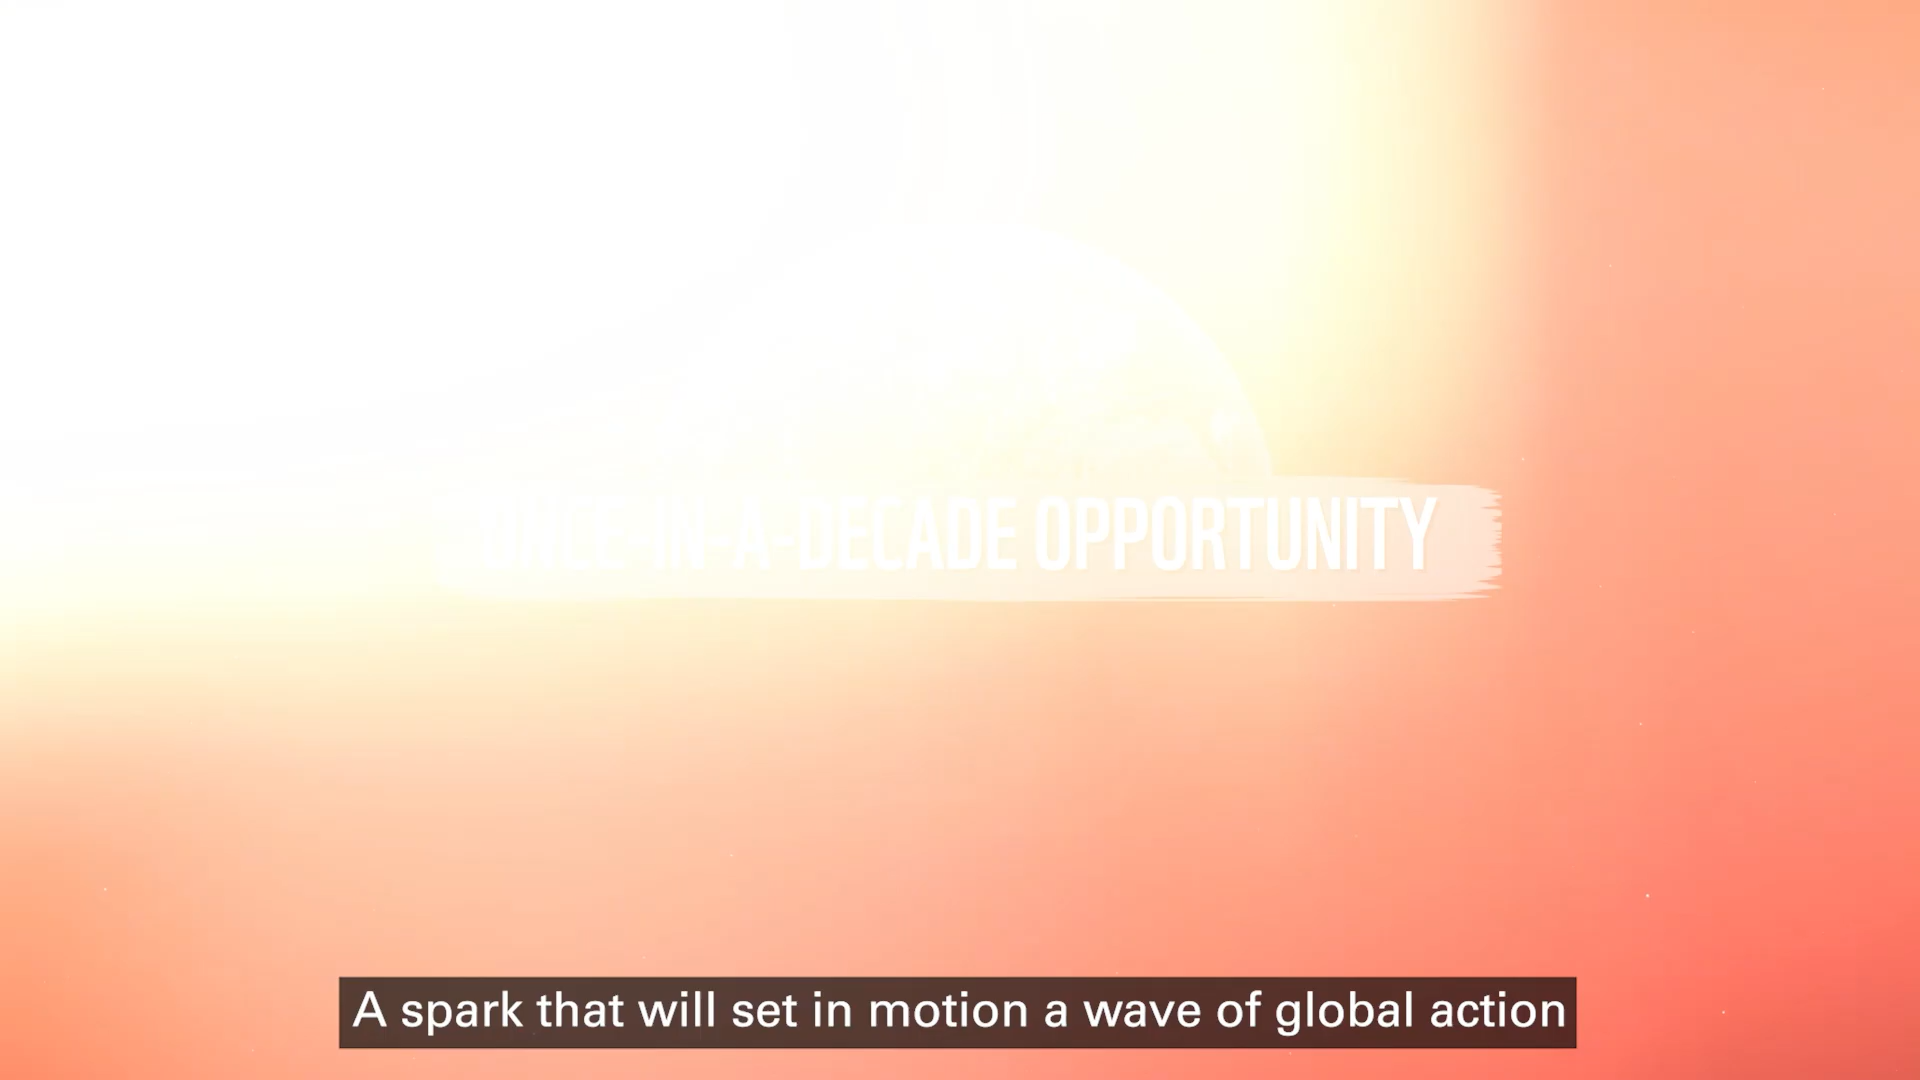 ONCE-IN-A-DECADE OPPORTUNITY
A spark that will set in motion a wave of global action